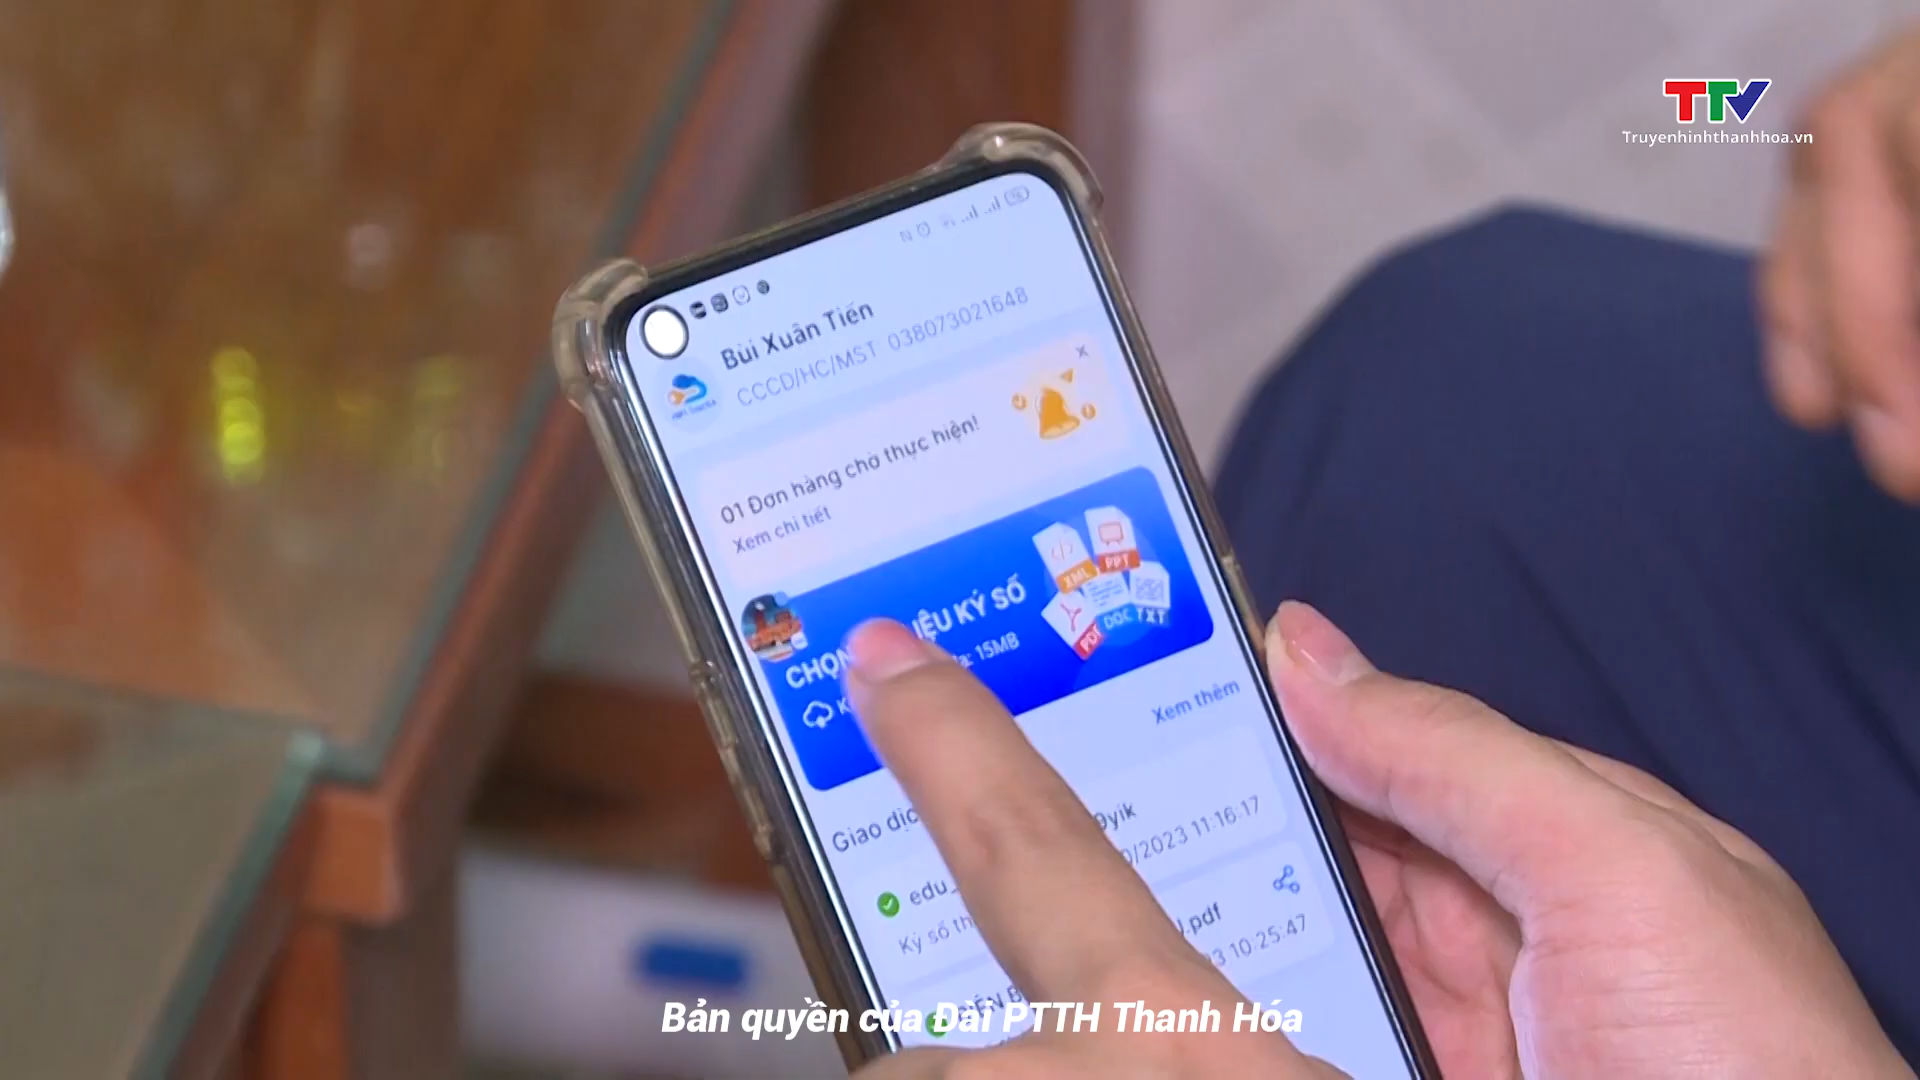 TTV
Truyenhinhthanhhoa.vn
Bùi Xuân Tiến
CCCD/HC/MST 038073021648
01 Đơn hàng chờ thực hiện!
Xem chi tiết
CHỌN IỆU KÝ SỐ
15MB
XML
PPT
PDF
DOC
TXT
Xem thêm
Giao dịc
9yik
edu_
0/2023 11:16:17
Ký số th
.pdf
3 10:25:47
Bản quyền của Đài PTTH Thanh Hóa